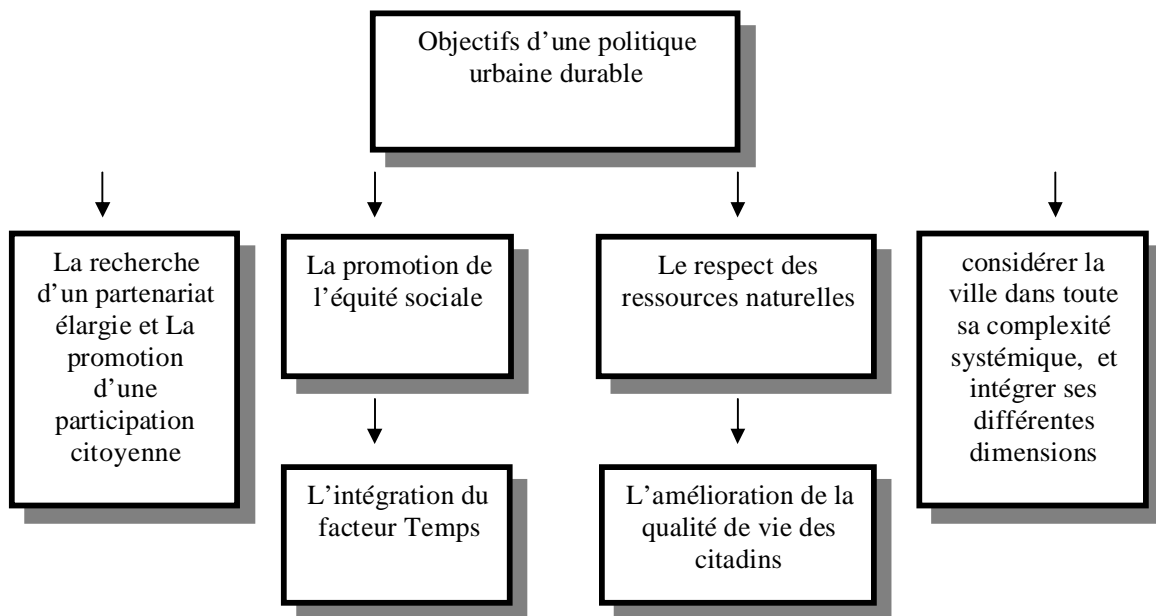 Objectifs d’une politique
urbaine durable
La recherche
d’un partenariat
élargie et La
promotion
d’une
participation
citoyenne
La promotion de
l’équité sociale
Le respect des
ressources naturelles
considérer la
ville dans toute
sa complexité
systémique, et
intégrer ses
différentes
dimensions
L’intégration du
facteur Temps
L’amélioration de la
qualité de vie des
citadins